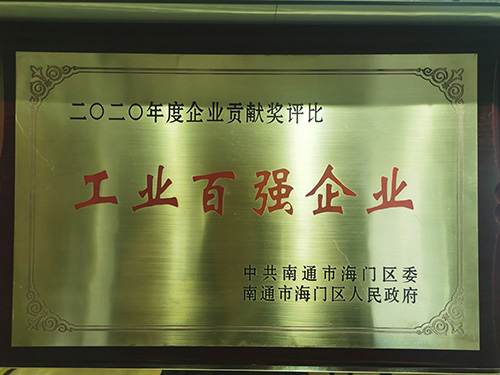 二〇二〇年度企业贡献奖评比
工业百强企业
中共南通市海门区委
南通市海门区人民政府